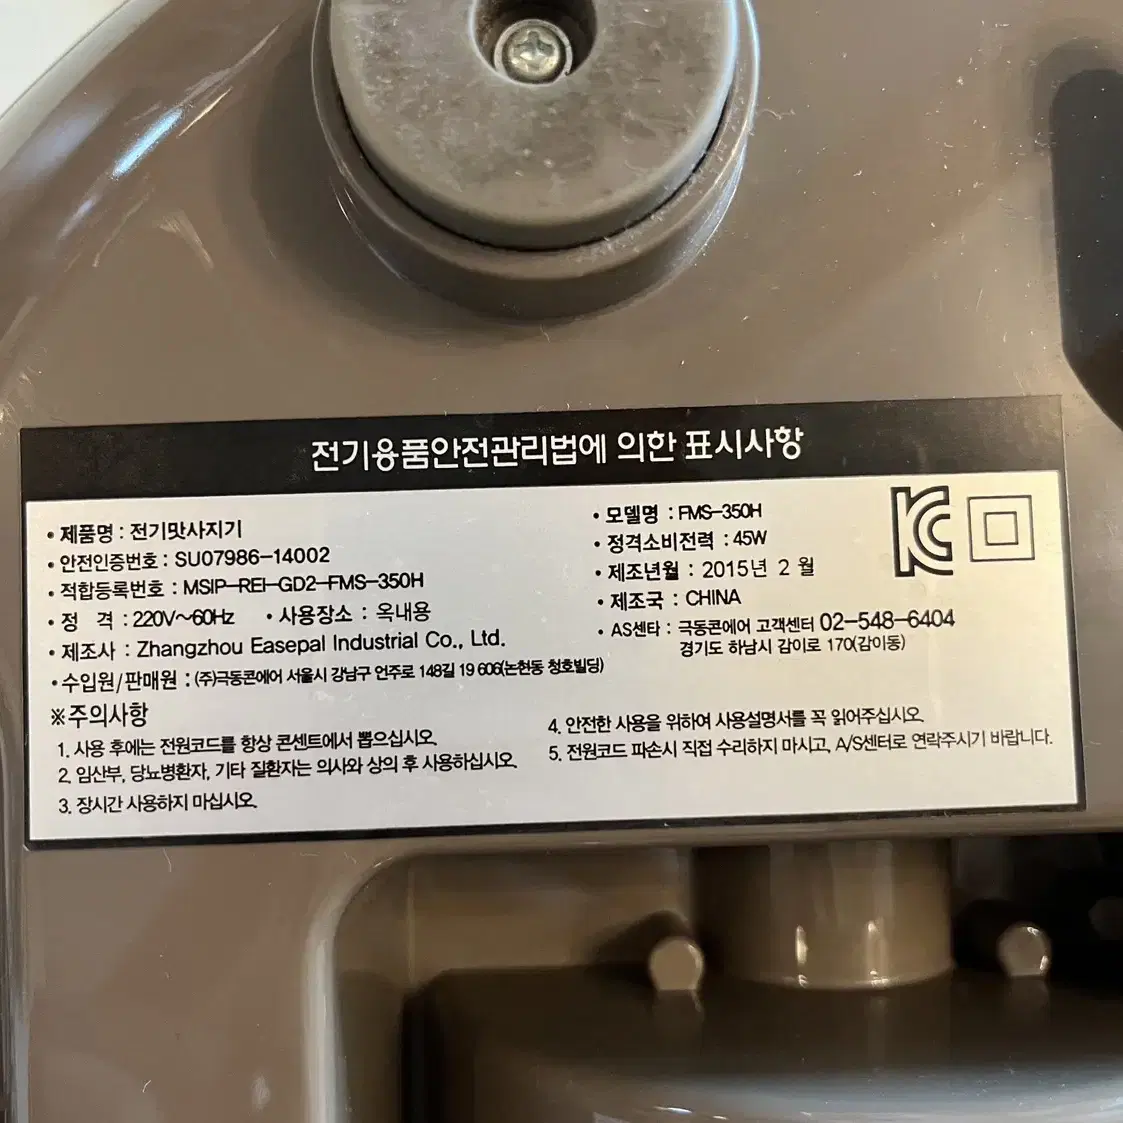 전기용품안전관리법에 의한 표시사항
• 제품명 : 전기맛사지기
• 안전인증번호 : SU07986-14002
• 적합등록번호 : MSIP-REI-GD2-FMS-350H
• 정 격 : 220V~60Hz • 사용장소 : 옥내용
• 제조사 : Zhangzhou Easepal Industrial Co., Ltd.
• 수입원/판매원 : (주)극동콘에어 서울시 강남구 언주로 148길 19 606(논현동 청호빌딩)
• 모델명 : FMS-350H
• 정격소비전력 : 45W
• 제조년월 : 2015년 2 월
• 제조국 : CHINA
• AS센타 : 극동콘에어 고객센터 02-548-6404
경기도 하남시 감이로 170(감이동)
※주의사항
1. 사용 후에는 전원코드를 항상 콘센트에서 뽑으십시오.
2. 임산부, 당뇨병환자, 기타 질환자는 의사와 상의 후 사용하십시오.
3. 장시간 사용하지 마십시오.
4. 안전한 사용을 위하여 사용설명서를 꼭 읽어주십시오.
5. 전원코드 파손시 직접 수리하지 마시고, A/S센터로 연락주시기 바랍니다.